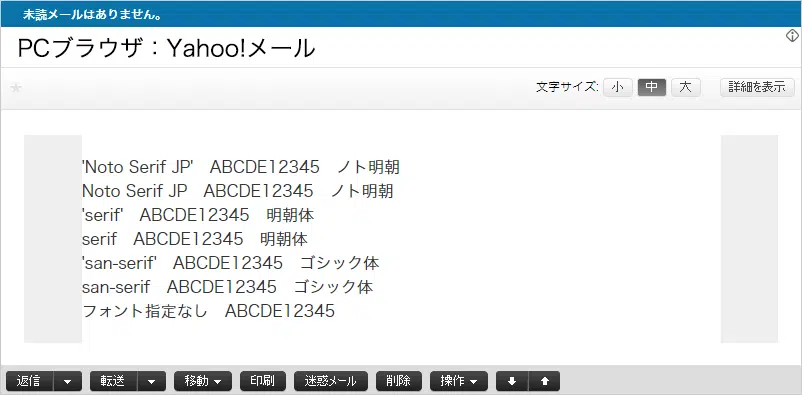 未読メールはありません。
PCブラウザ：Yahoo!メール
文字サイズ: 小 中 大 詳細を表示
'Noto Serif JP'　ABCDE12345　ノト明朝
Noto Serif JP　ABCDE12345　ノト明朝
'serif'　ABCDE12345　明朝体
serif　ABCDE12345　明朝体
'san-serif'　ABCDE12345　ゴシック体
san-serif　ABCDE12345　ゴシック体
フォント指定なし　ABCDE12345
返信 転送 移動 印刷 迷惑メール 削除 操作